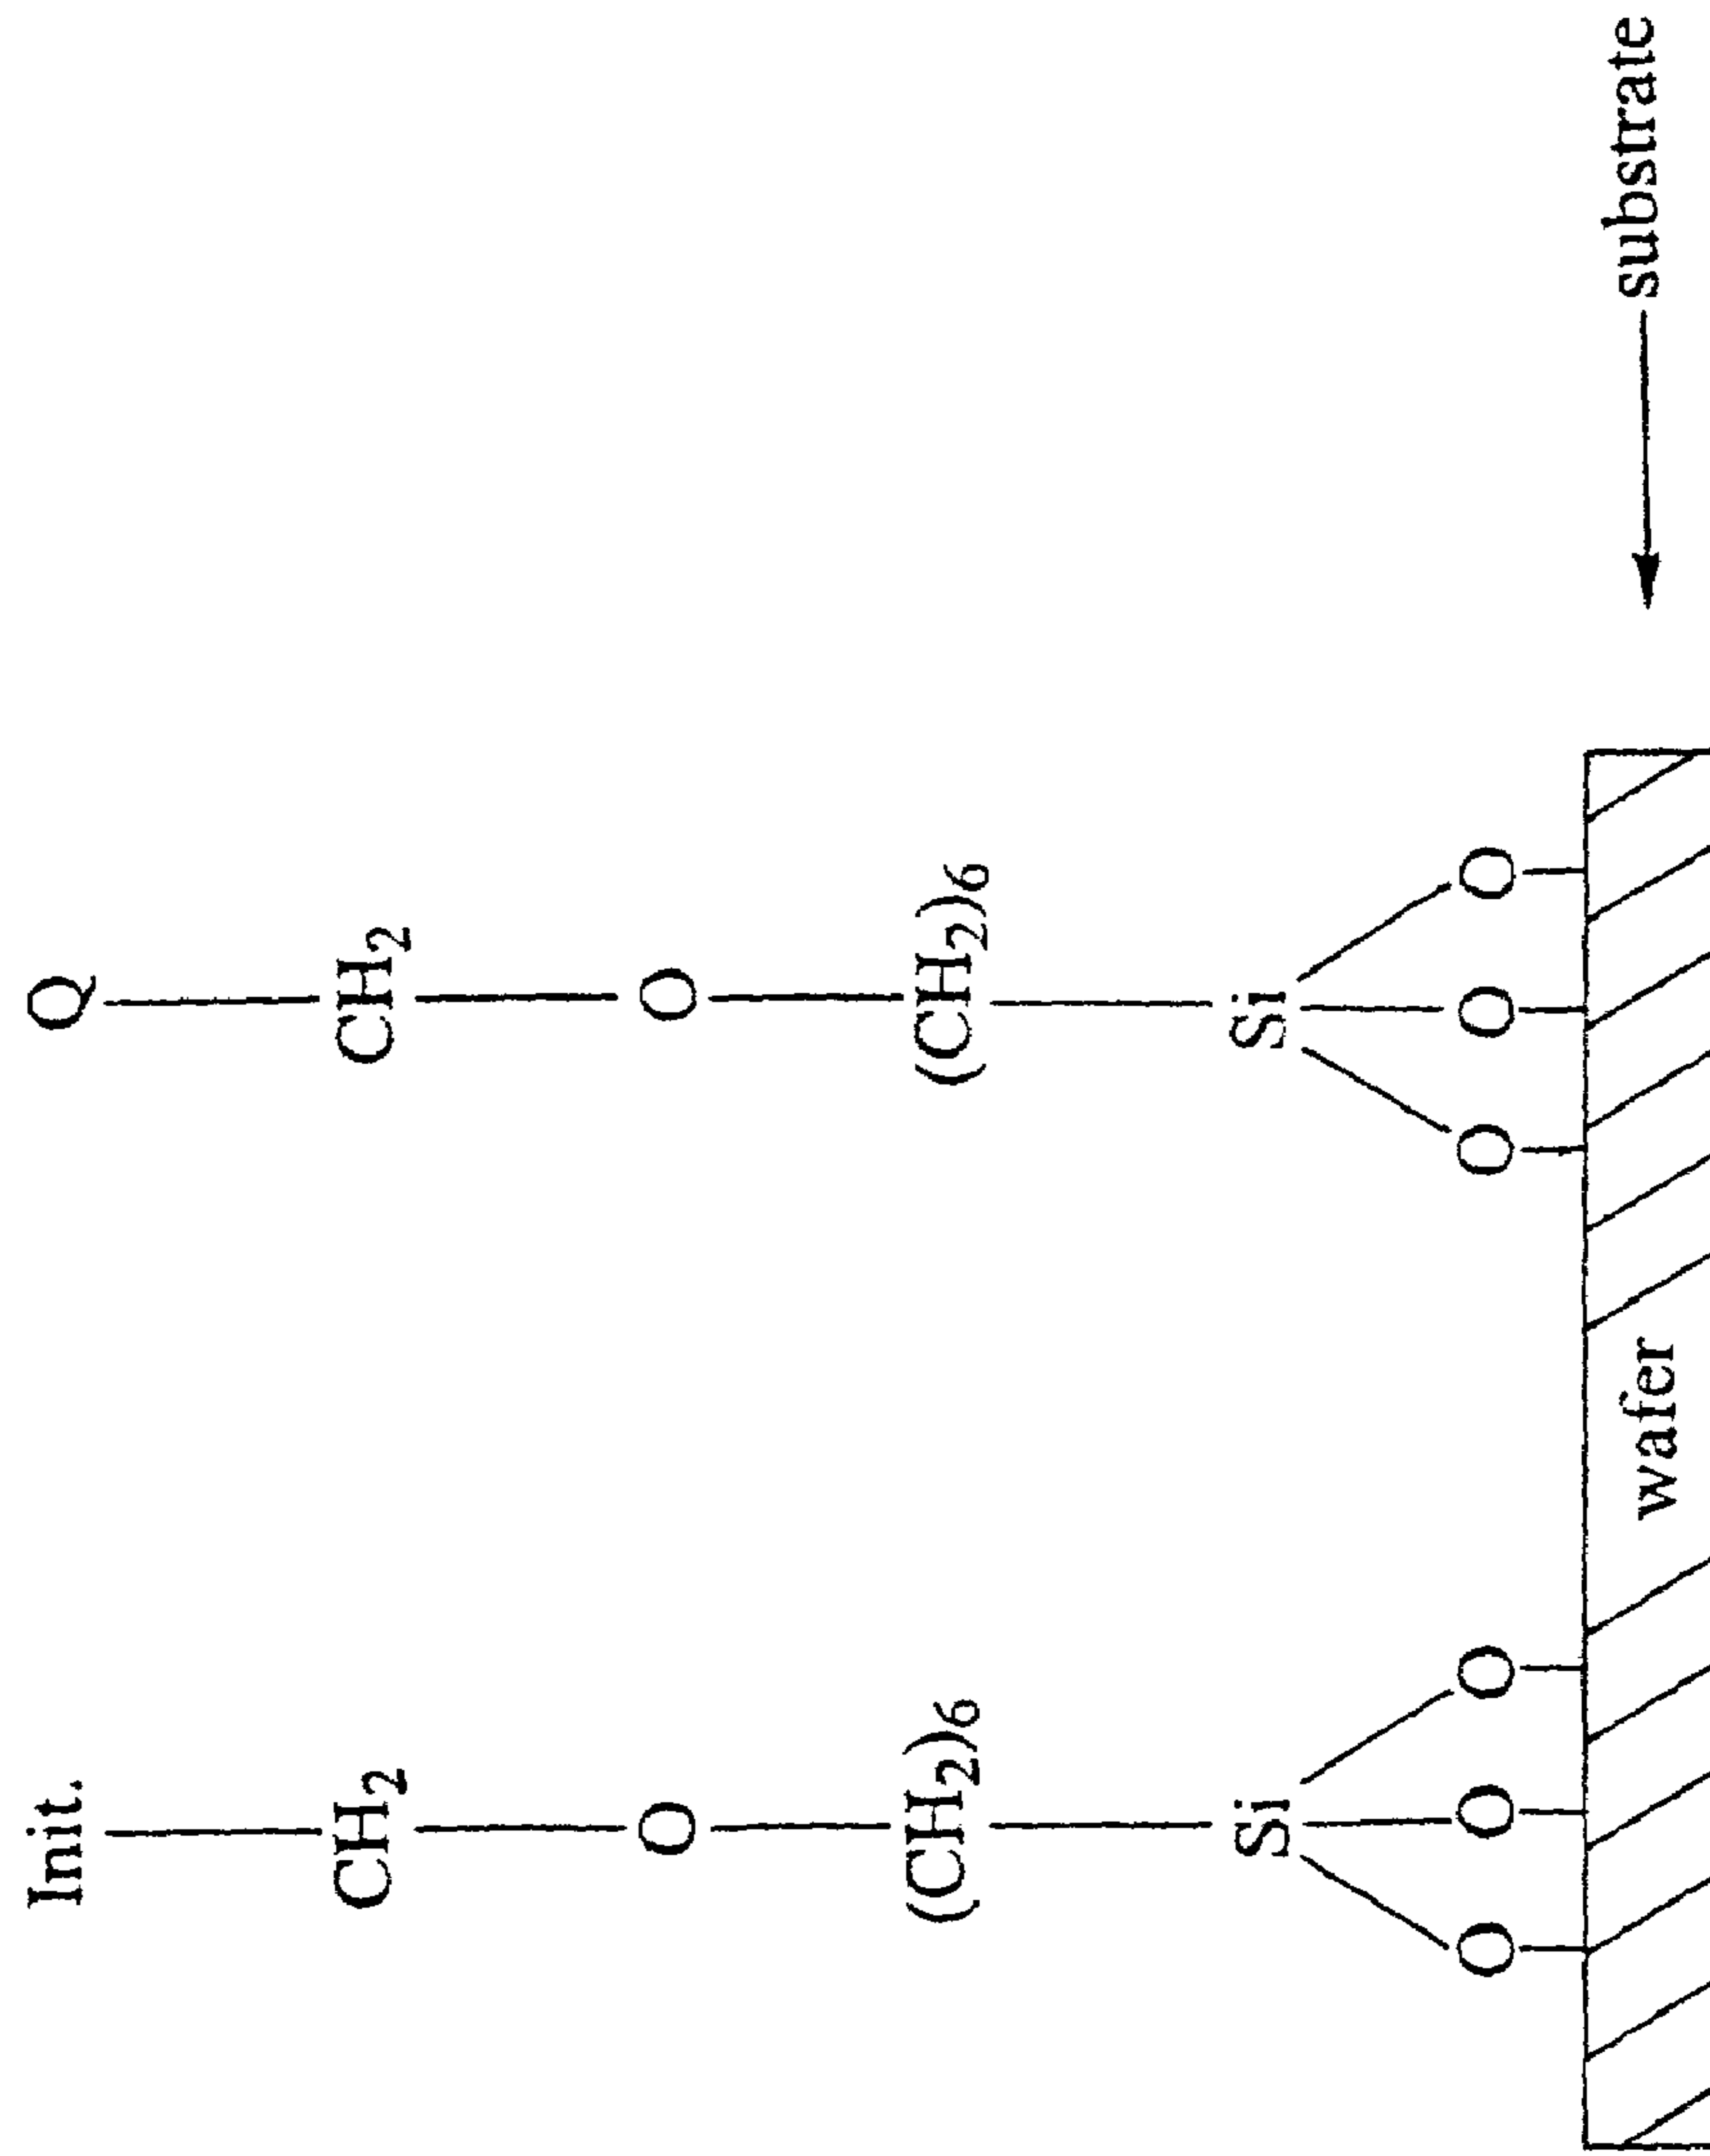 Init. Q
CH2 CH2
O O
(CH2)6 (CH2)6
Si Si
O O O O O O
wafer substrate